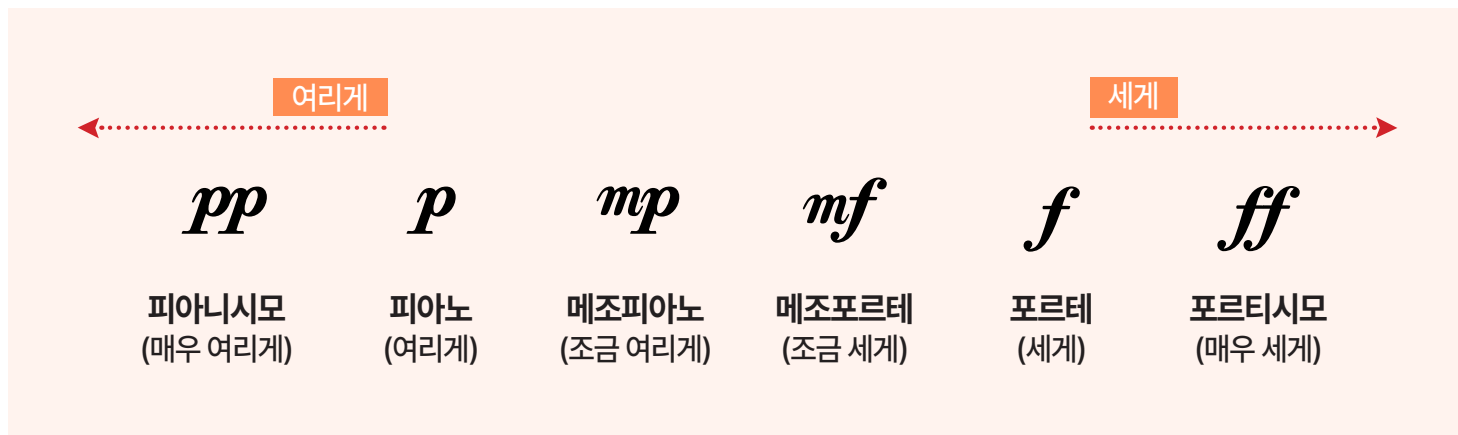 여리게 세게
pp p mp mf f ff
피아니시모 피아노 메조피아노 메조포르테 포르테 포르티시모
(매우 여리게) (여리게) (조금 여리게) (조금 세게) (세게) (매우 세게)